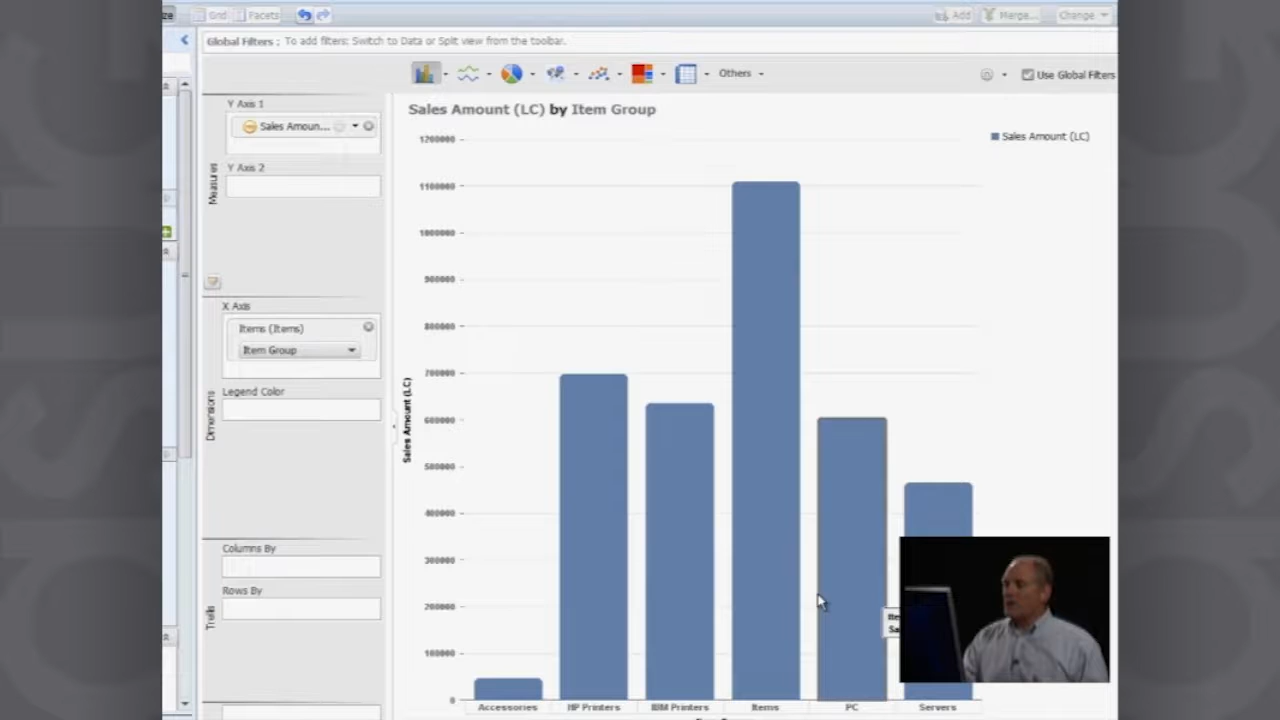 Grid Facets
Add Merge... Change
Global Filters : To add filters: Switch to Data or Split view from the toolbar.
Others
Use Global Filters
Y Axis 1
Sales Amoun...
Y Axis 2
Measures
X Axis
Items (Items)
Item Group
Legend Color
Dimensions
Columns By
Rows By
Trellis
Sales Amount (LC) by Item Group
Sales Amount (LC)
Sales Amount (LC)
1200000
1100000
1000000
900000
800000
700000
600000
500000
400000
300000
200000
100000
0
Accessories HP Printers IBM Printers Items PC Servers